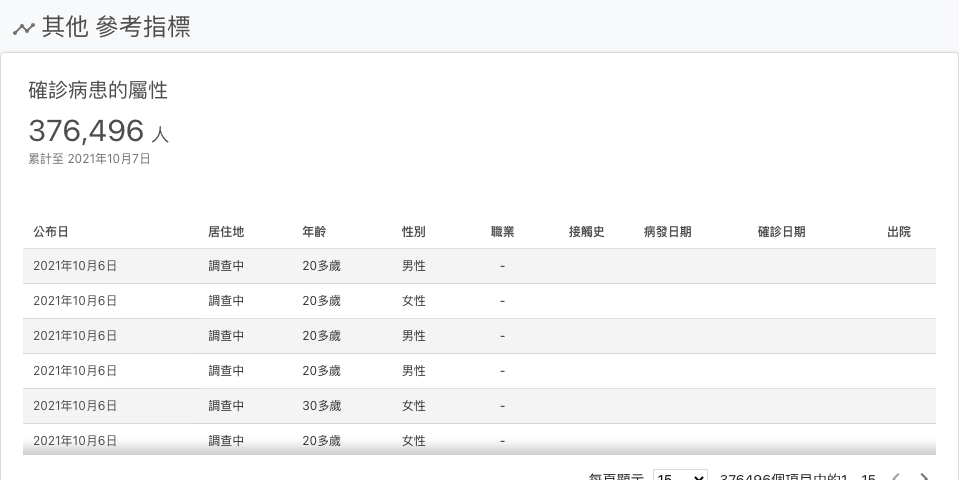 其他 參考指標
確診病患的屬性
376,496 人
累計至 2021年10月7日
公布日 居住地 年齡 性別 職業 接觸史 病發日期 確診日期 出院
2021年10月6日 調查中 20多歲 男性 -
2021年10月6日 調查中 20多歲 女性 -
2021年10月6日 調查中 20多歲 男性 -
2021年10月6日 調查中 20多歲 男性 -
2021年10月6日 調查中 30多歲 女性 -
2021年10月6日 調查中 20多歲 女性 -
每頁顯示 15 376496個項目中的1 - 15